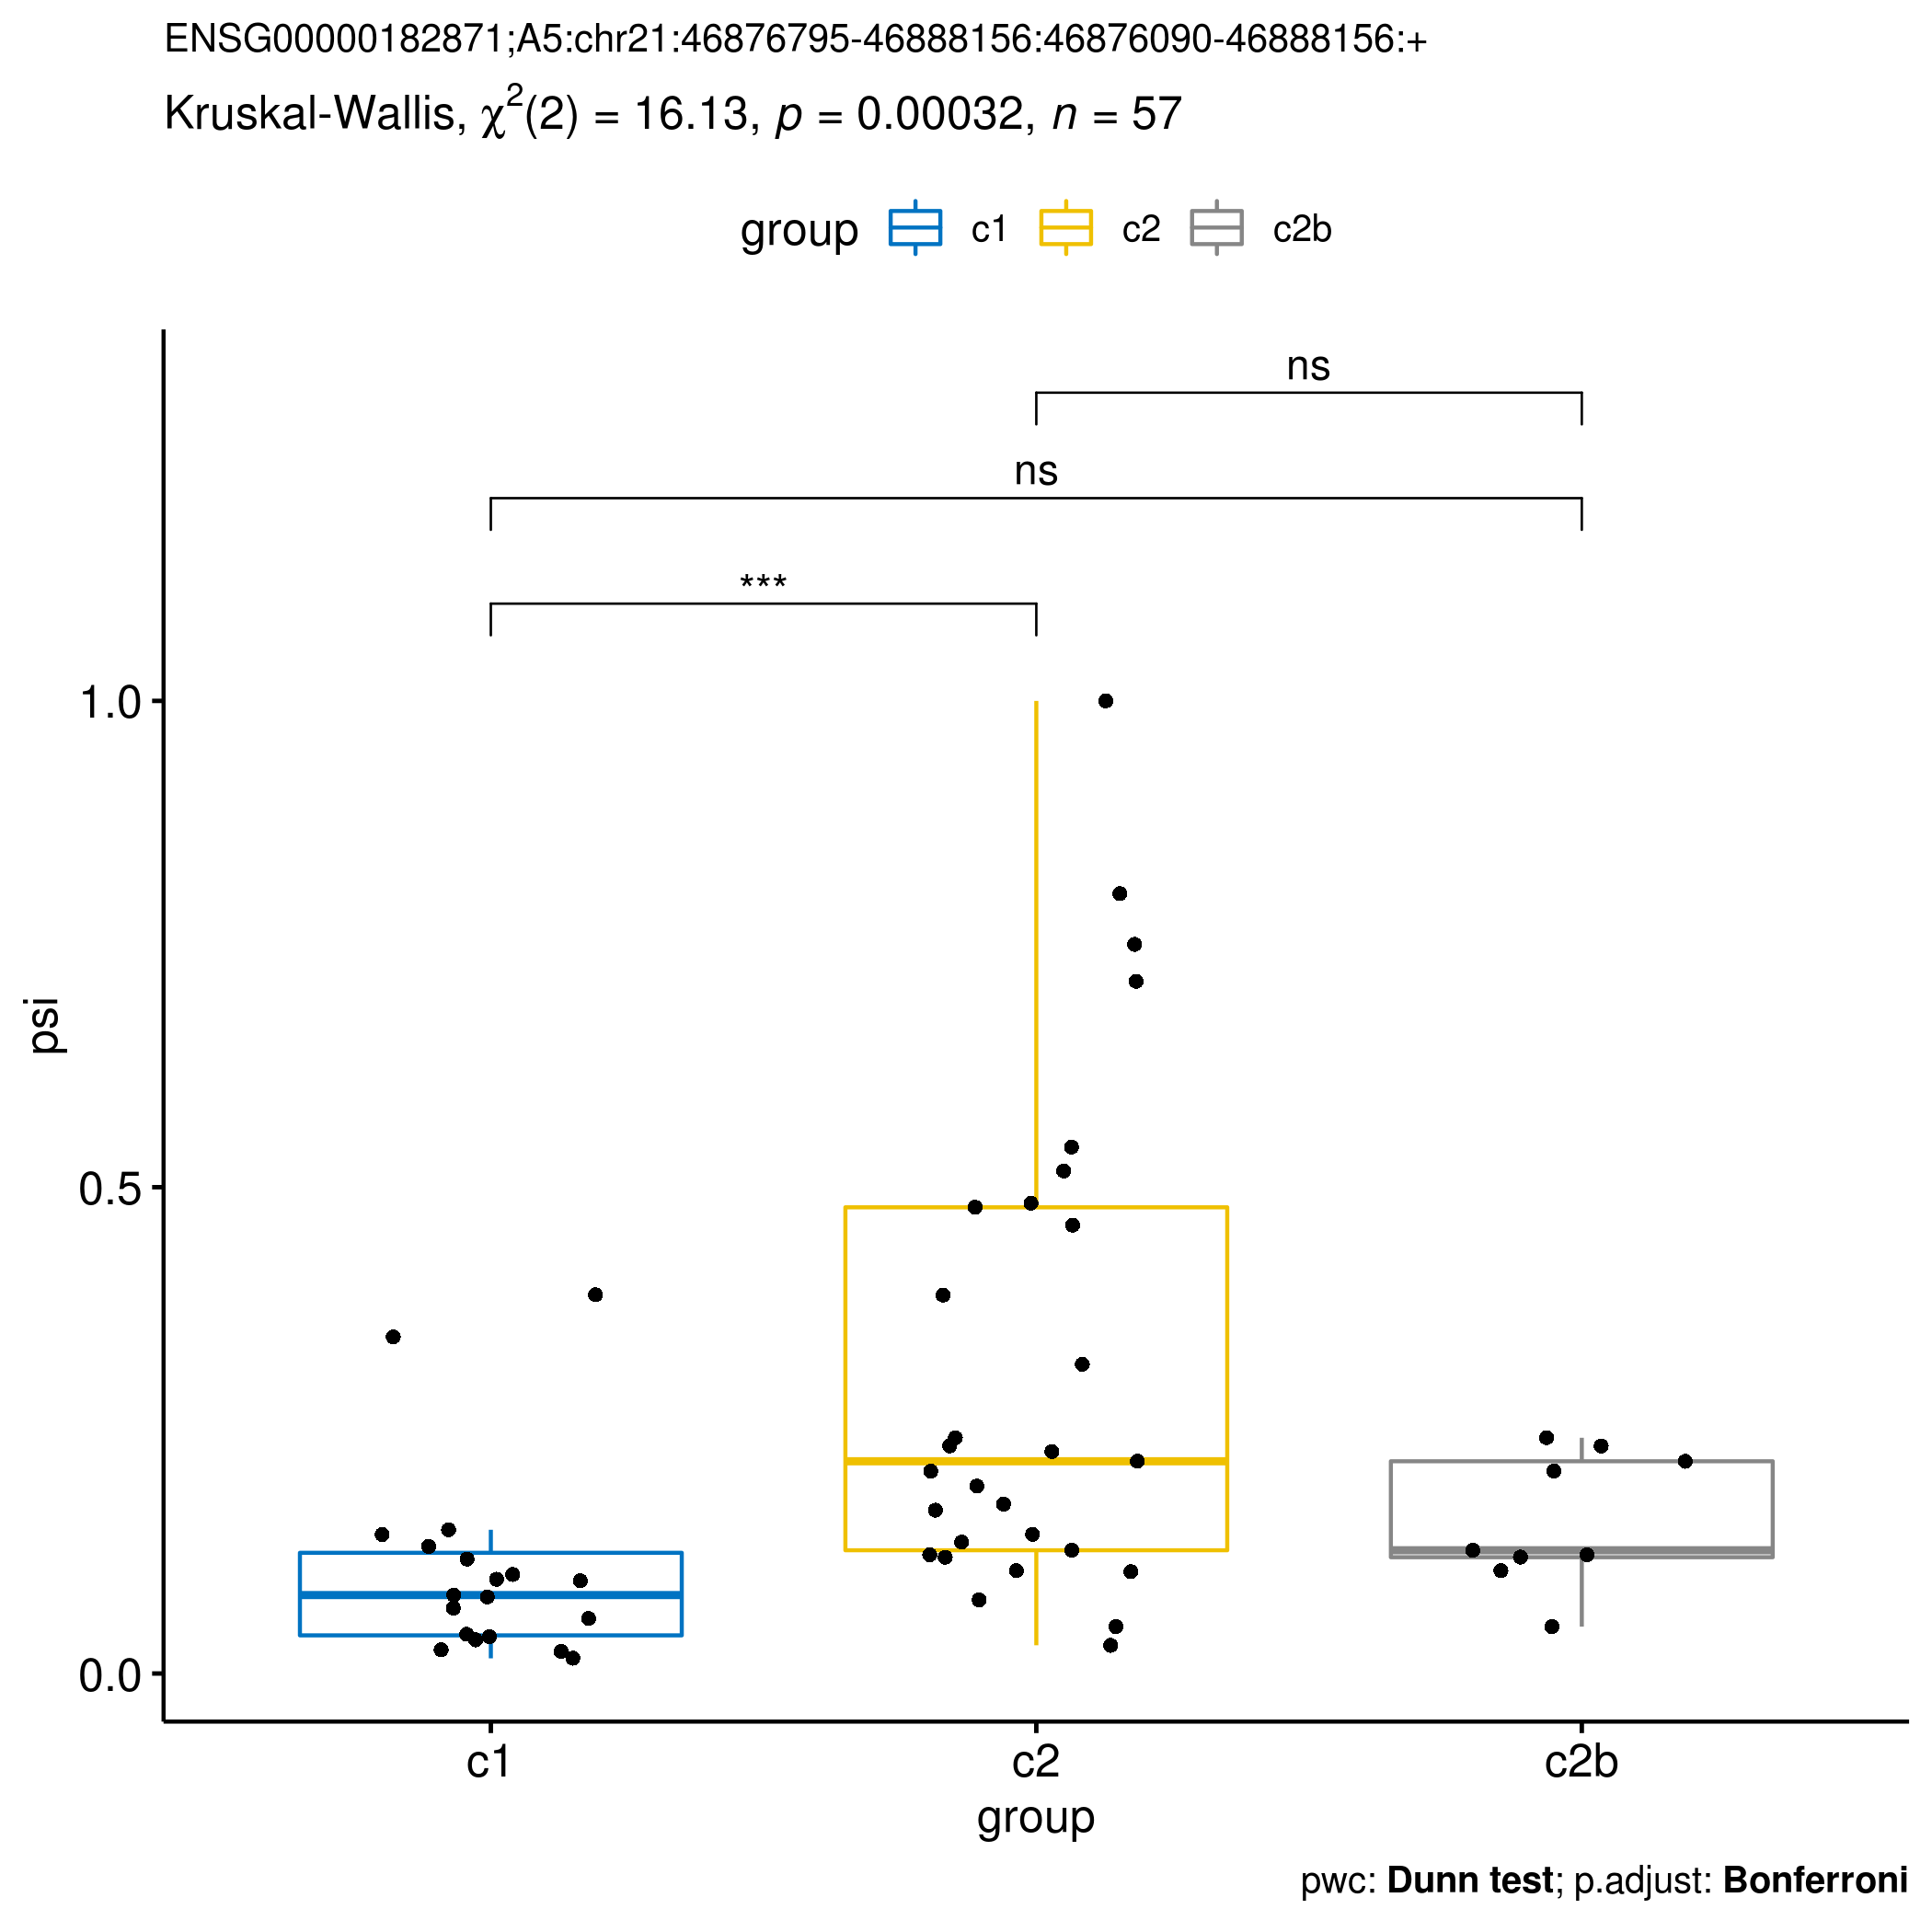 ENSG00000182871;A5:chr21:46876795-46888156:46876090-46888156:+
Kruskal-Wallis, χ²(2) = 16.13, p = 0.00032, n = 57
group c1 c2 c2b
ns
ns
***
1.0
0.5
0.0
psi
c1 c2 c2b
group
pwc: Dunn test; p.adjust: Bonferroni